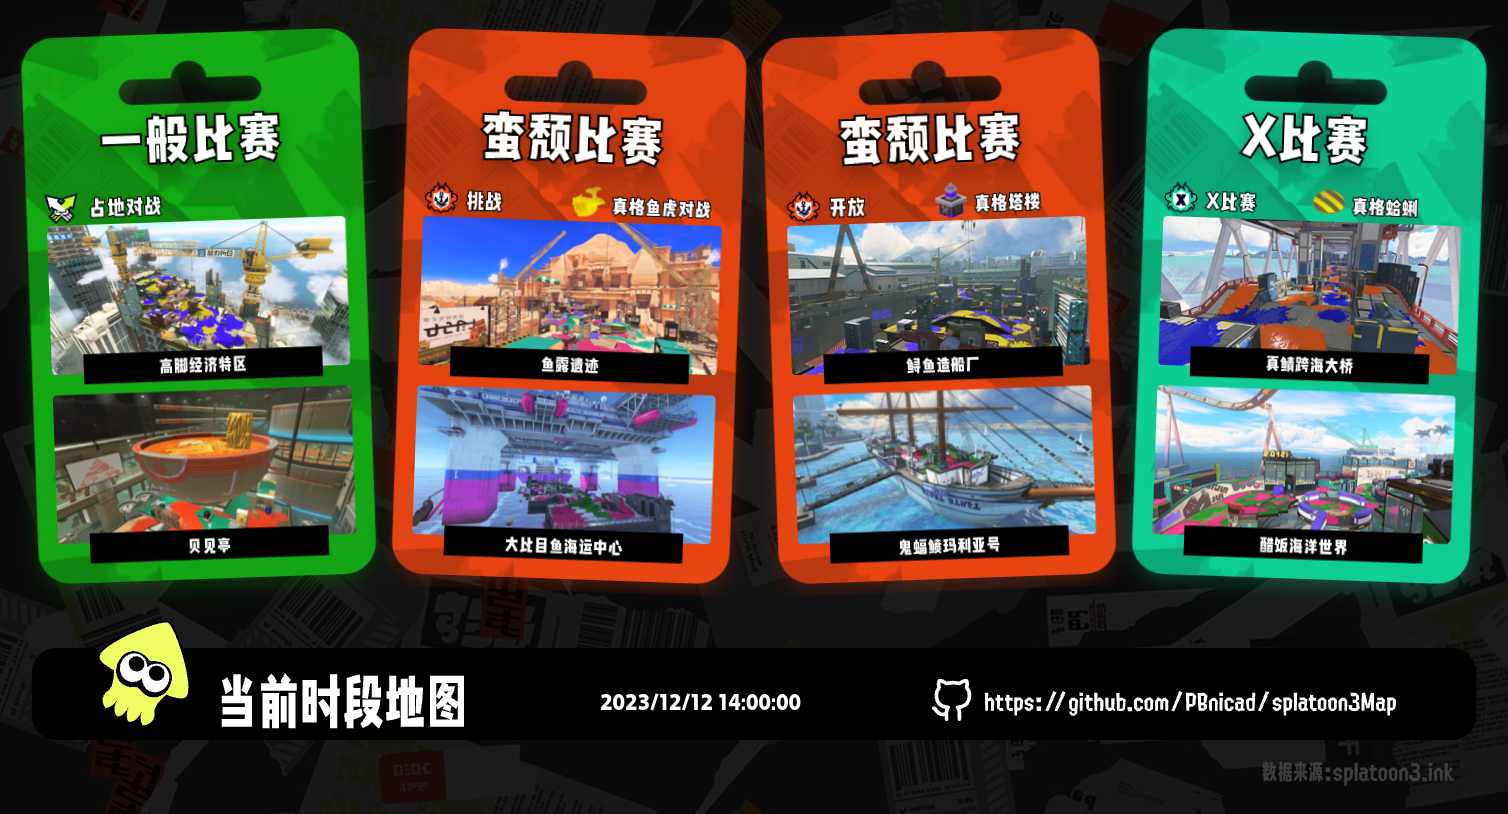 一般比赛
占地对战
高脚经济特区
贝贝亭
蛮颓比赛
挑战
真格鱼虎对战
鱼露遗迹
大比目鱼海运中心
蛮颓比赛
开放
真格塔楼
鲟鱼造船厂
鬼蝠鲼玛利亚号
X比赛
X比赛
真格蛤蜊
真鲭跨海大桥
醋饭海洋世界
当前时段地图
2023/12/12 14:00:00
https://github.com/PBnicad/splatoon3Map
数据来源:splatoon3.ink